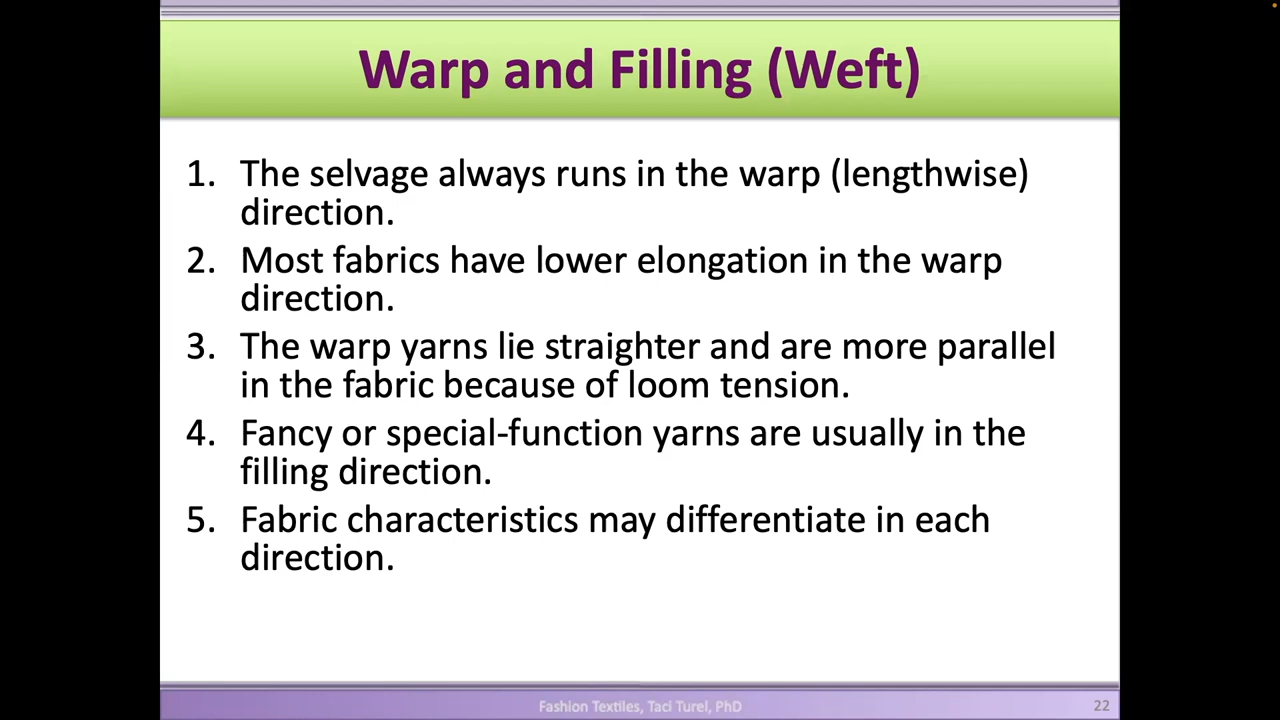 Warp and Filling (Weft)
1. The selvage always runs in the warp (lengthwise)
direction.
2. Most fabrics have lower elongation in the warp
direction.
3. The warp yarns lie straighter and are more parallel
in the fabric because of loom tension.
4. Fancy or special-function yarns are usually in the
filling direction.
5. Fabric characteristics may differentiate in each
direction.
Fashion Textiles, Taci Turel, PhD
22